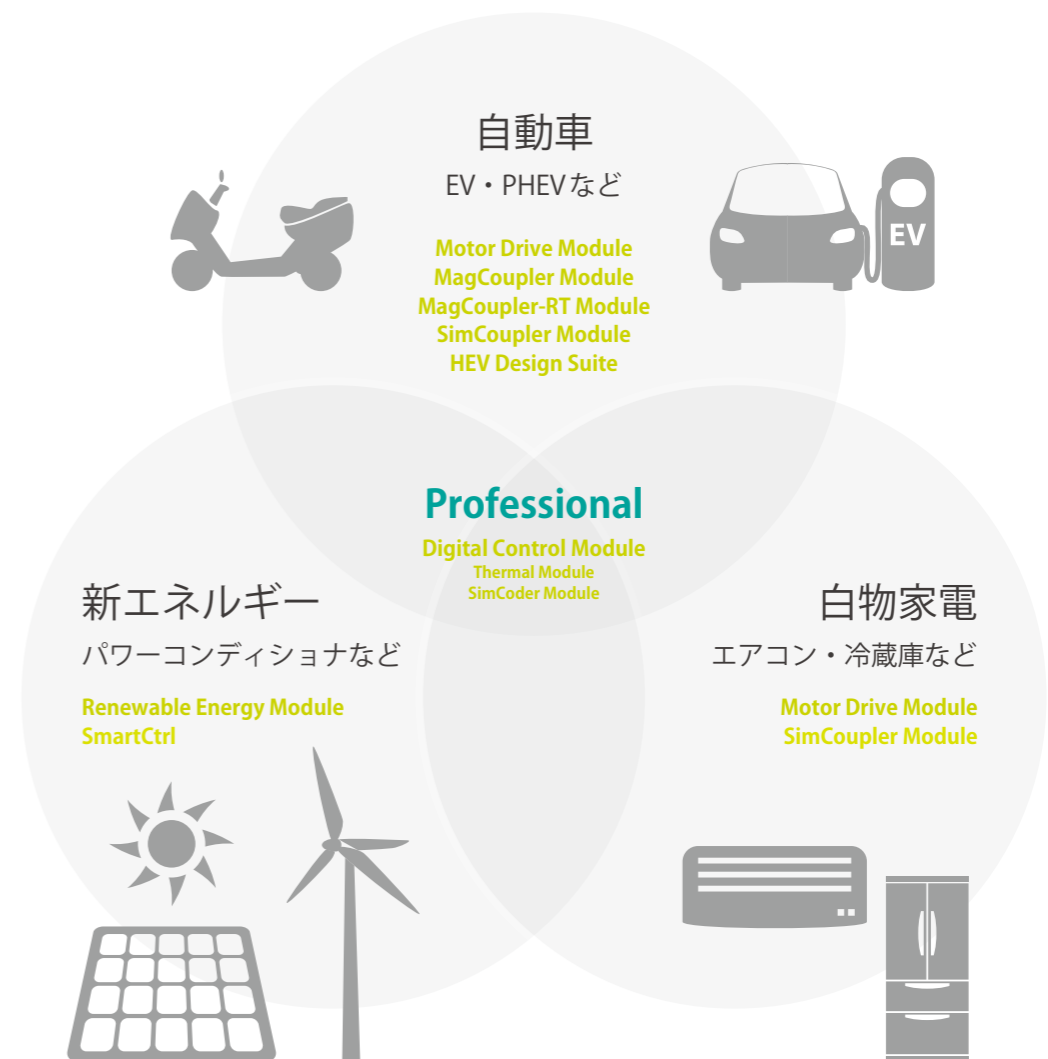 自動車
EV・PHEVなど
Motor Drive Module
MagCoupler Module
MagCoupler-RT Module
SimCoupler Module
HEV Design Suite
EV
Professional
Digital Control Module
Thermal Module
SimCoder Module
新エネルギー
パワーコンディショナなど
Renewable Energy Module
SmartCtrl
白物家電
エアコン・冷蔵庫など
Motor Drive Module
SimCoupler Module